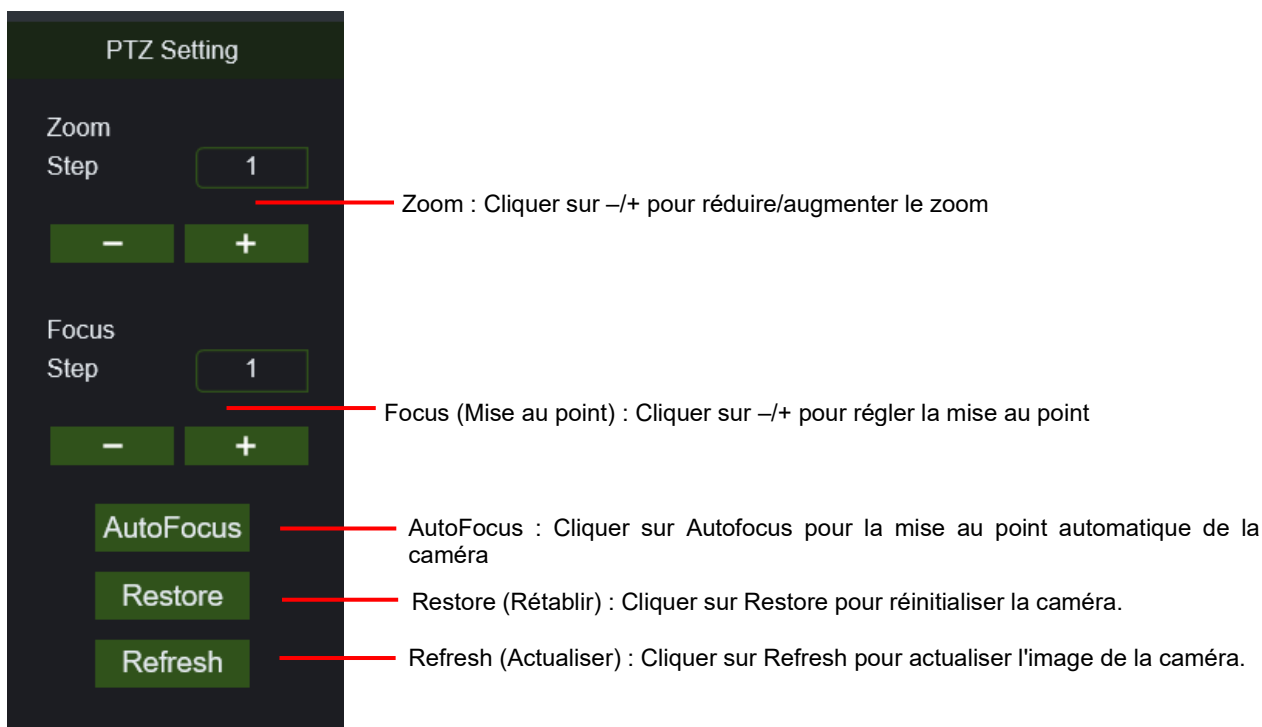 PTZ Setting
Zoom
Step 1
Zoom : Cliquer sur –/+ pour réduire/augmenter le zoom
– +
Focus
Step 1
Focus (Mise au point) : Cliquer sur –/+ pour régler la mise au point
– +
AutoFocus
AutoFocus : Cliquer sur Autofocus pour la mise au point automatique de la
caméra
Restore
Restore (Rétablir) : Cliquer sur Restore pour réinitialiser la caméra.
Refresh
Refresh (Actualiser) : Cliquer sur Refresh pour actualiser l'image de la caméra.